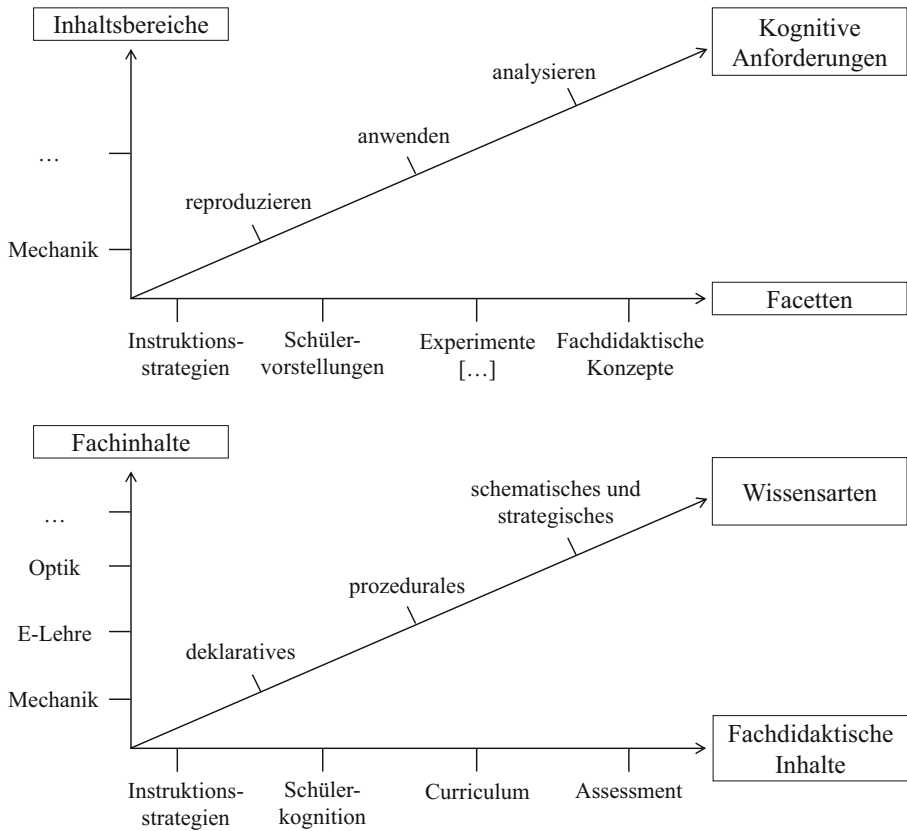 Inhaltsbereiche
Kognitive
Anforderungen
analysieren
anwenden
…
reproduzieren
Mechanik
Facetten
Instruktions-
strategien
Schüler-
vorstellungen
Experimente
[…]
Fachdidaktische
Konzepte
Fachinhalte
Wissensarten
schematisches und
strategisches
…
Optik
prozedurales
E-Lehre
deklaratives
Mechanik
Fachdidaktische
Inhalte
Instruktions-
strategien
Schüler-
kognition
Curriculum
Assessment